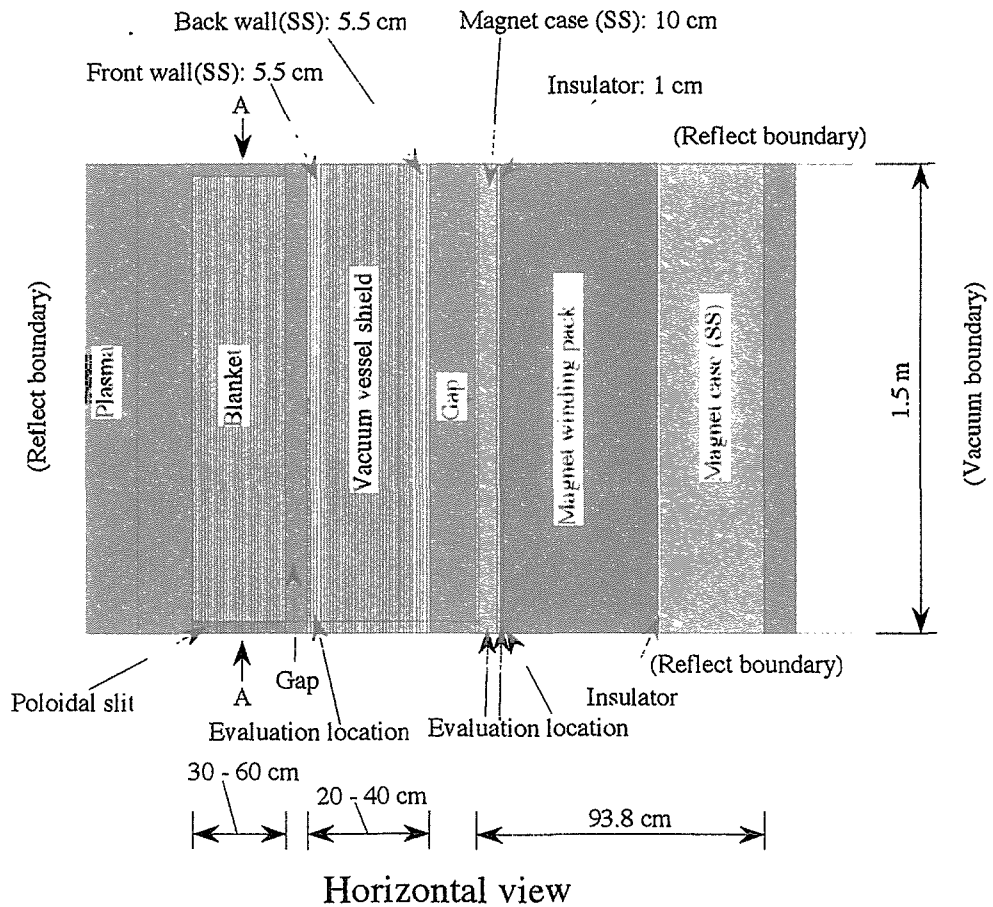 Back wall(SS): 5.5 cm
Magnet case (SS): 10 cm
Front wall(SS): 5.5 cm
Insulator: 1 cm
A
(Reflect boundary)
(Reflect boundary)
Plasma
Blanket
Vacuum vessel shield
Gap
Magnet winding pack
Magnet case (SS)
1.5 m
(Vacuum boundary)
(Reflect boundary)
Poloidal slit
A
Gap
Insulator
Evaluation location
Evaluation location
30 - 60 cm
20 - 40 cm
93.8 cm
Horizontal view